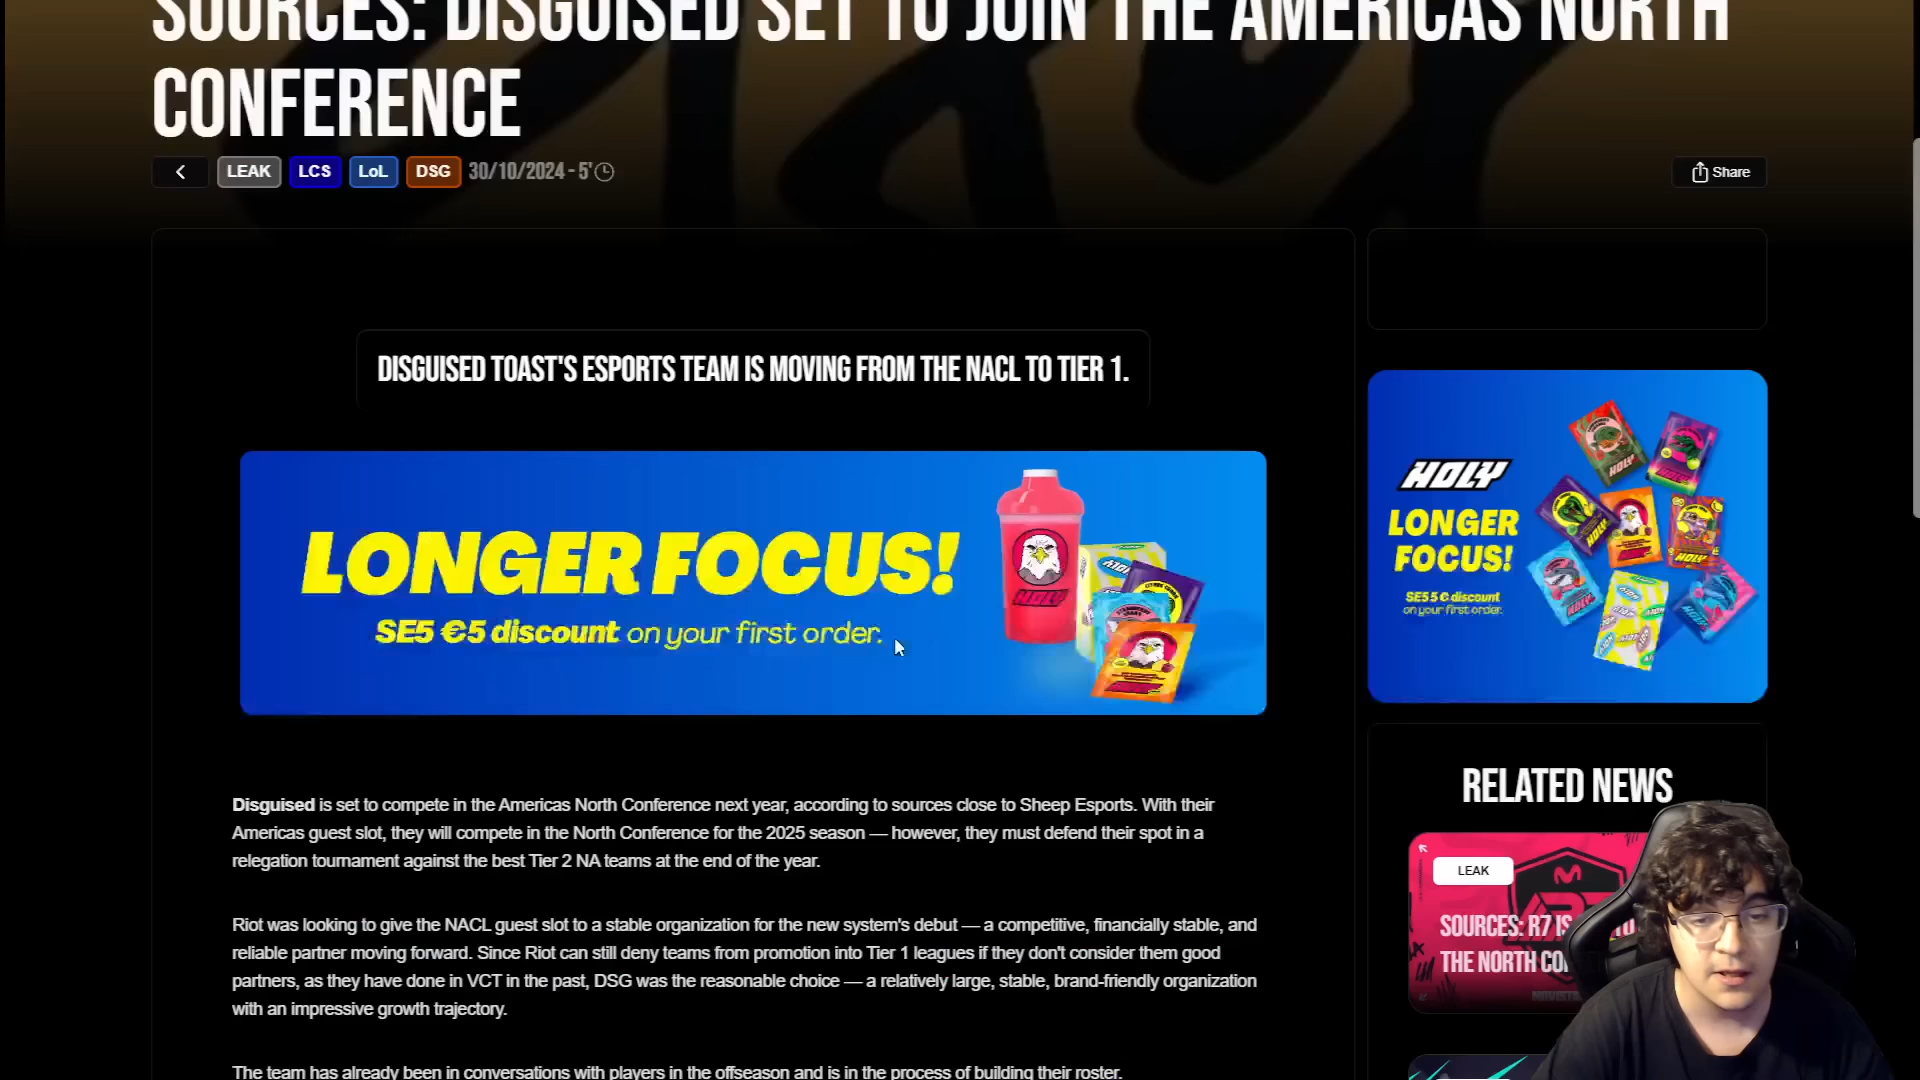 SOURCES: DISGUISED SET TO JOIN THE AMERICAS NORTH
CONFERENCE
LEAK
LCS
LoL
DSG
30/10/2024 - 5'
Share
DISGUISED TOAST'S ESPORTS TEAM IS MOVING FROM THE NACL TO TIER 1.
LONGER FOCUS!
SE5 €5 discount on your first order.
HOLY
HOLY
LONGER
FOCUS!
SE5 5 € discount
on your first order.
HOLY
HOLY
Disguised is set to compete in the Americas North Conference next year, according to sources close to Sheep Esports. With their
Americas guest slot, they will compete in the North Conference for the 2025 season — however, they must defend their spot in a
relegation tournament against the best Tier 2 NA teams at the end of the year.
Riot was looking to give the NACL guest slot to a stable organization for the new system's debut — a competitive, financially stable, and
reliable partner moving forward. Since Riot can still deny teams from promotion into Tier 1 leagues if they don't consider them good
partners, as they have done in VCT in the past, DSG was the reasonable choice — a relatively large, stable, brand-friendly organization
with an impressive growth trajectory.
The team has already been in conversations with players in the offseason and is in the process of building their roster.
RELATED NEWS
LEAK
SOURCES: R7 IS
THE NORTH